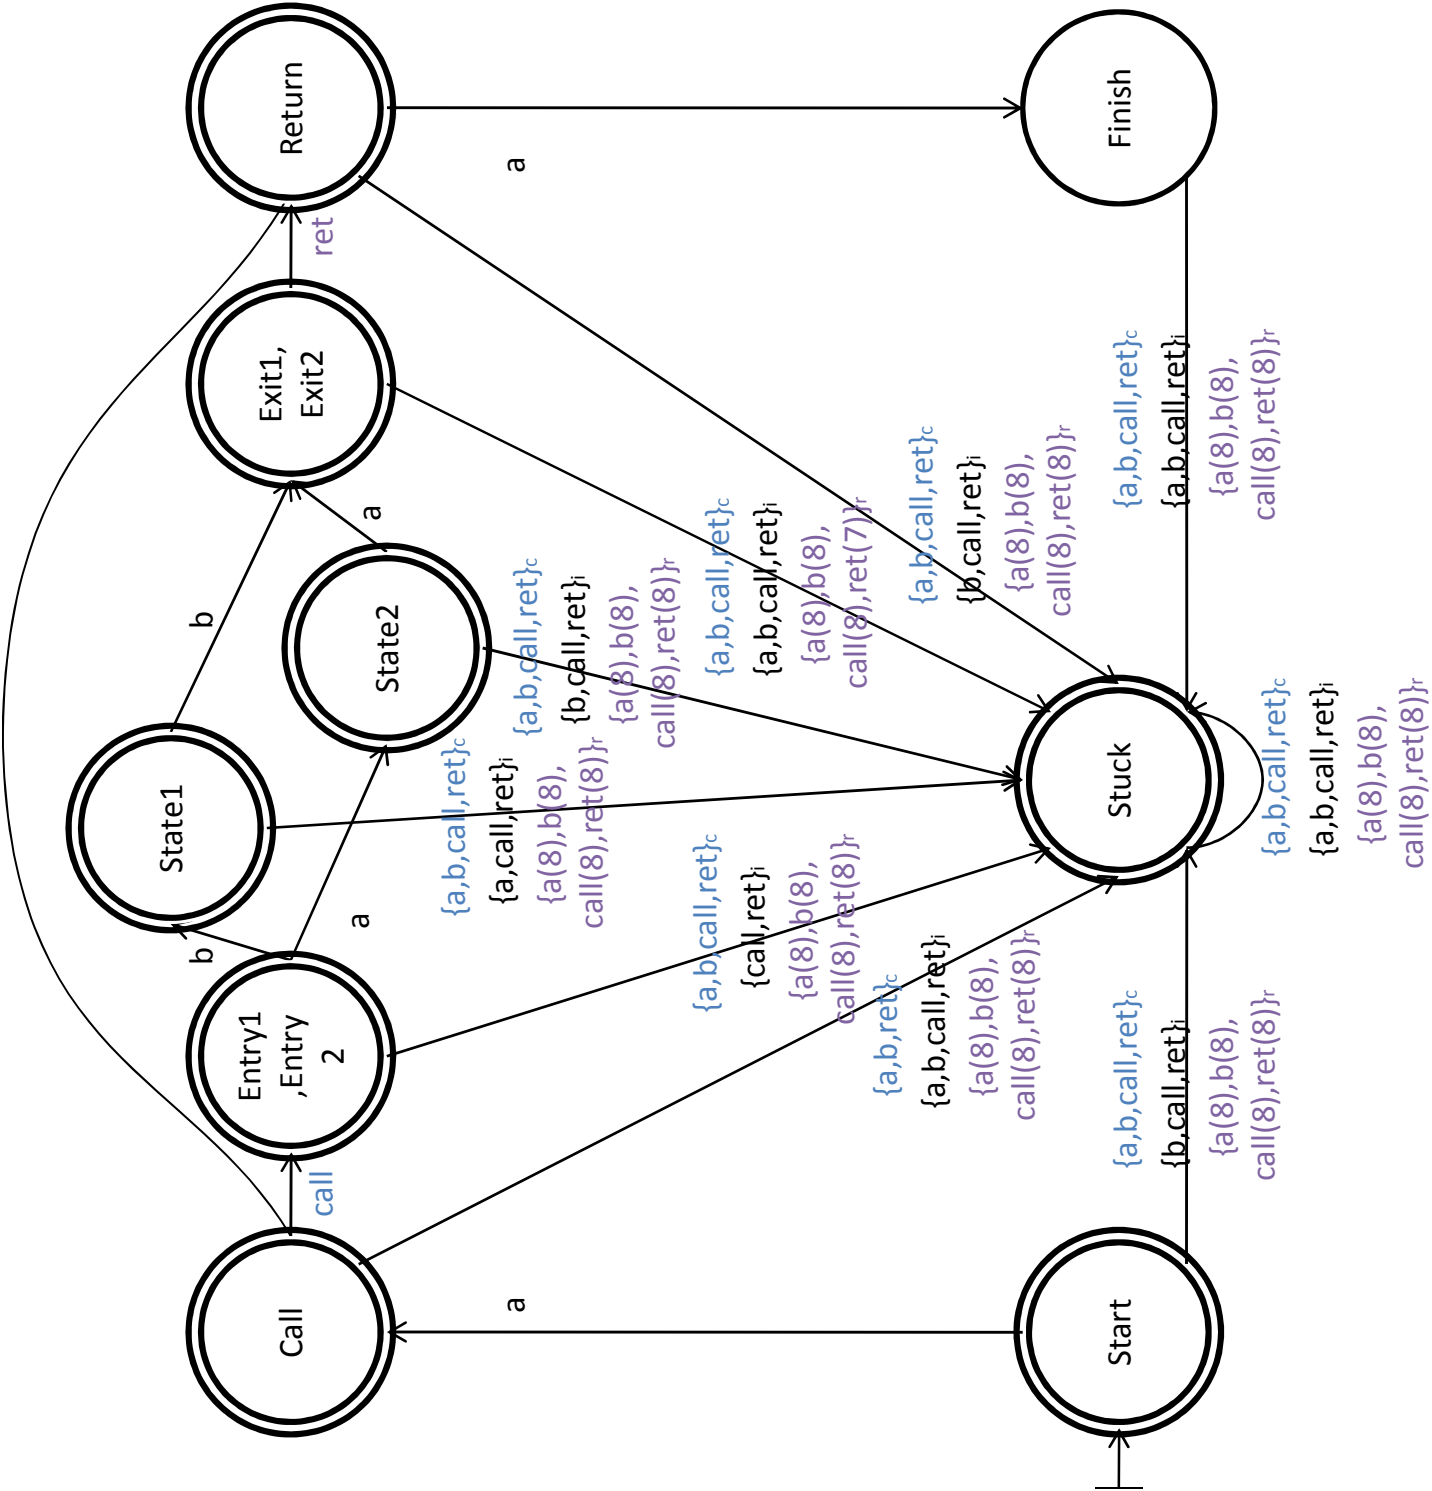 State1
State2
Entry1
,Entry
2
Exit1,
Exit2
Call
Return
Start
Stuck
Finish
call
b
a
b
a
ret
a
a
{a,b,call,ret}c
{a,call,ret}i
{a(8),b(8),
call(8),ret(8)}r
{a,b,call,ret}c
{b,call,ret}i
{a(8),b(8),
call(8),ret(8)}r
{a,b,call,ret}c
{a,b,call,ret}i
{a(8),b(8),
call(8),ret(7)}r
{a,b,call,ret}c
{call,ret}i
{a(8),b(8),
call(8),ret(8)}r
{a,b,ret}c
{a,b,call,ret}i
{a(8),b(8),
call(8),ret(8)}r
{a,b,call,ret}c
{b,call,ret}i
{a(8),b(8),
call(8),ret(8)}r
{a,b,call,ret}c
{b,call,ret}i
{a(8),b(8),
call(8),ret(8)}r
{a,b,call,ret}c
{a,b,call,ret}i
{a(8),b(8),
call(8),ret(8)}r
{a,b,call,ret}c
{a,b,call,ret}i
{a(8),b(8),
call(8),ret(8)}r